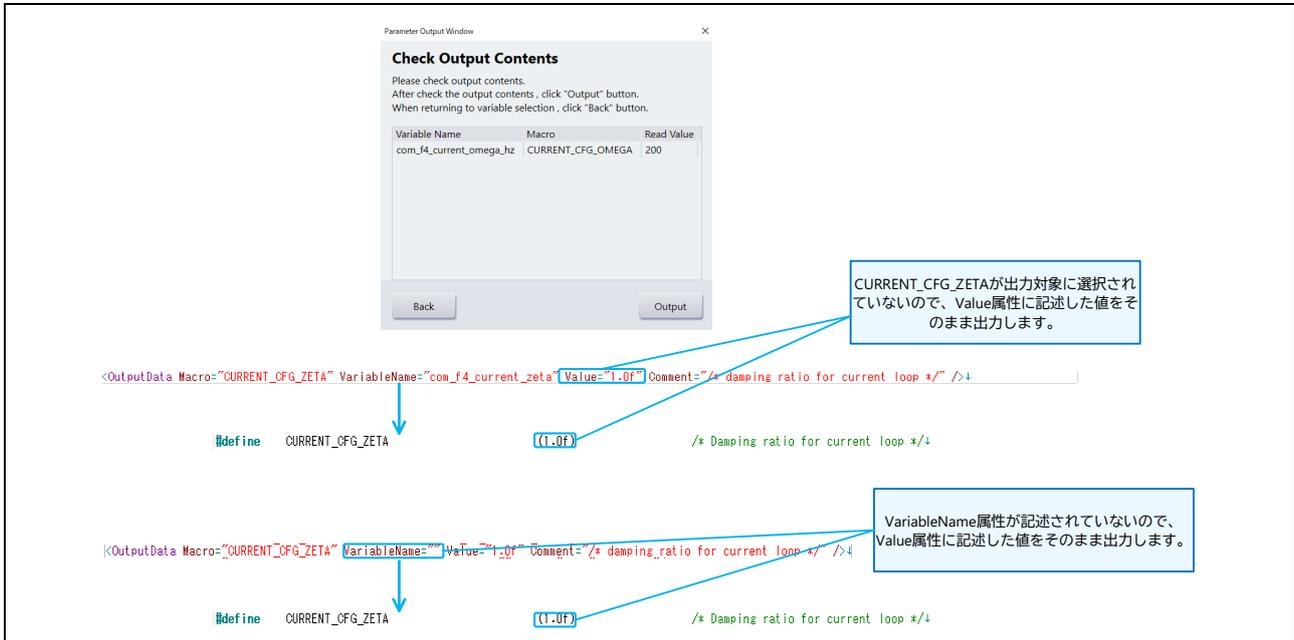 Parameter Output Window
Check Output Contents
Please check output contents.
After check the output contents , click "Output" button.
When returning to variable selection , click "Back" button.
Variable Name Macro Read Value
com_f4_current_omega_hz CURRENT_CFG_OMEGA 200
Back Output
CURRENT_CFG_ZETAが出力対象に選択され
ていないので、Value属性に記述した値をそ
のまま出力します。
<OutputData Macro="CURRENT_CFG_ZETA" VariableName="com_f4_current_zeta" Value="1.0f" Comment="/* damping ratio for current loop */" />↓
#define CURRENT_CFG_ZETA (1.0f) /* Damping ratio for current loop */↓
VariableName属性が記述されていないので、
Value属性に記述した値をそのまま出力します。
<OutputData Macro="CURRENT_CFG_ZETA" VariableName="" Value="1.0f" Comment="/* damping ratio for current loop */" />↓
#define CURRENT_CFG_ZETA (1.0f) /* Damping ratio for current loop */↓